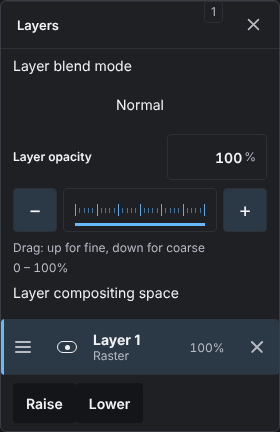 1
Layers
Layer blend mode
Normal
Layer opacity
100 %
Drag: up for fine, down for coarse
0 – 100%
Layer compositing space
Layer 1
Raster
100%
Raise Lower